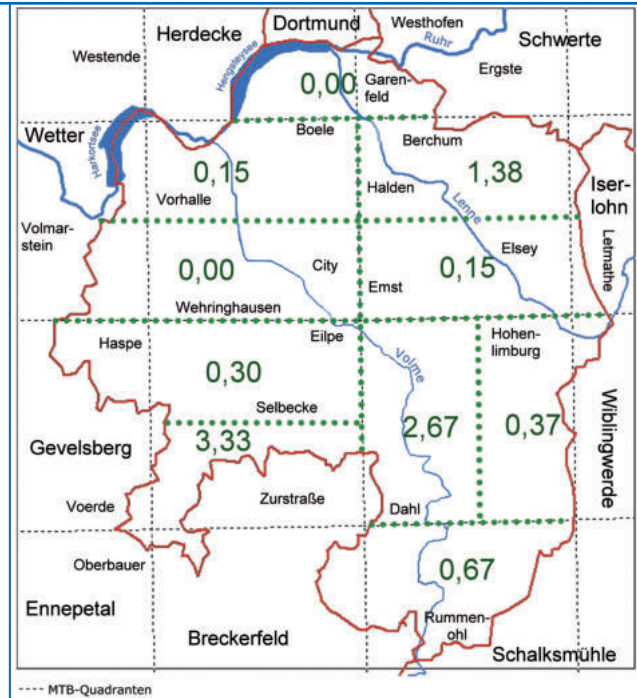 Herdecke
Dortmund
Westhofen
Schwerte
Westende
Hengsteysee
Ruhr
Ergste
0,00
Garen-
feld
Wetter
Harkortsee
Boele
Berchum
0,15
1,38
Iser-
lohn
Vorhalle
Halden
Lenne
Volmar-
stein
City
Elsey
Letmathe
0,00
0,15
Emst
Wehringhausen
Haspe
Eilpe
Volme
Hohen-
limburg
0,30
Selbecke
Gevelsberg
3,33
2,67
0,37
Wiblingwerde
Voerde
Zurstraße
Dahl
Oberbauer
0,67
Ennepetal
Breckerfeld
Rummen-
ohl
Schalksmühle
---- MTB-Quadranten